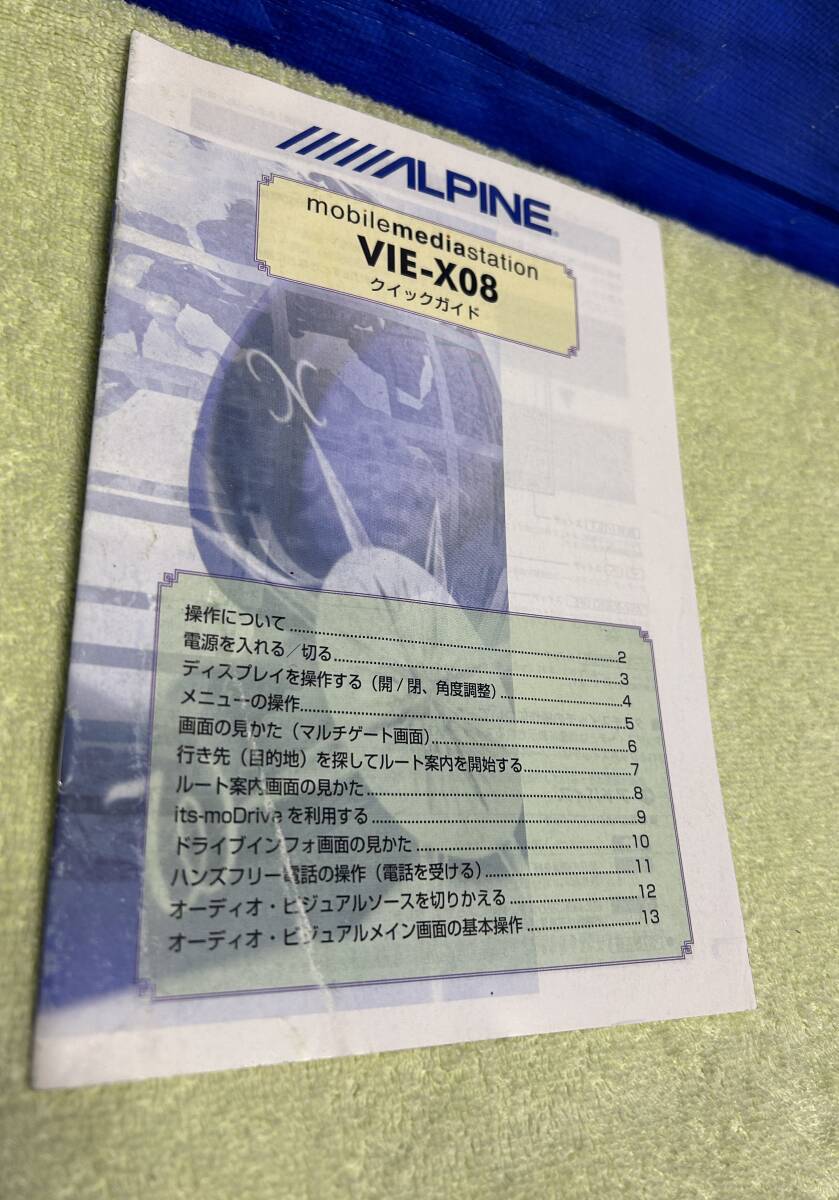 ALPINE
mobilemediastation
VIE-X08
クイックガイド
操作について ........ 2
電源を入れる／切る ........ 3
ディスプレイを操作する（開/閉、角度調整） ........ 4
メニューの操作 ........ 5
画面の見かた（マルチゲート画面） ........ 6
行き先（目的地）を探してルート案内を開始する ........ 7
ルート案内画面の見かた ........ 8
its-moDriveを利用する ........ 9
ドライブインフォ画面の見かた ........ 10
ハンズフリー電話の操作（電話を受ける） ........ 11
オーディオ・ビジュアルソースを切りかえる ........ 12
オーディオ・ビジュアルメイン画面の基本操作 ........ 13